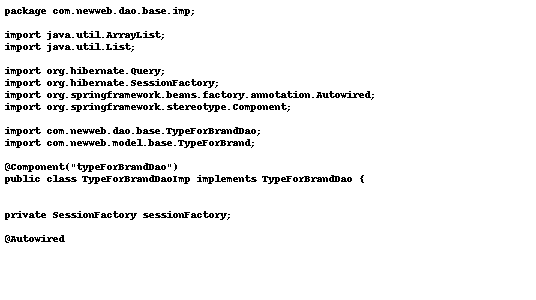 package com.newweb.dao.base.imp;
import java.util.ArrayList;
import java.util.List;
import org.hibernate.Query;
import org.hibernate.SessionFactory;
import org.springframework.beans.factory.annotation.Autowired;
import org.springframework.stereotype.Component;
import com.newweb.dao.base.TypeForBrandDao;
import com.newweb.model.base.TypeForBrand;
@Component("typeForBrandDao")
public class TypeForBrandDaoImp implements TypeForBrandDao {
private SessionFactory sessionFactory;
@Autowired